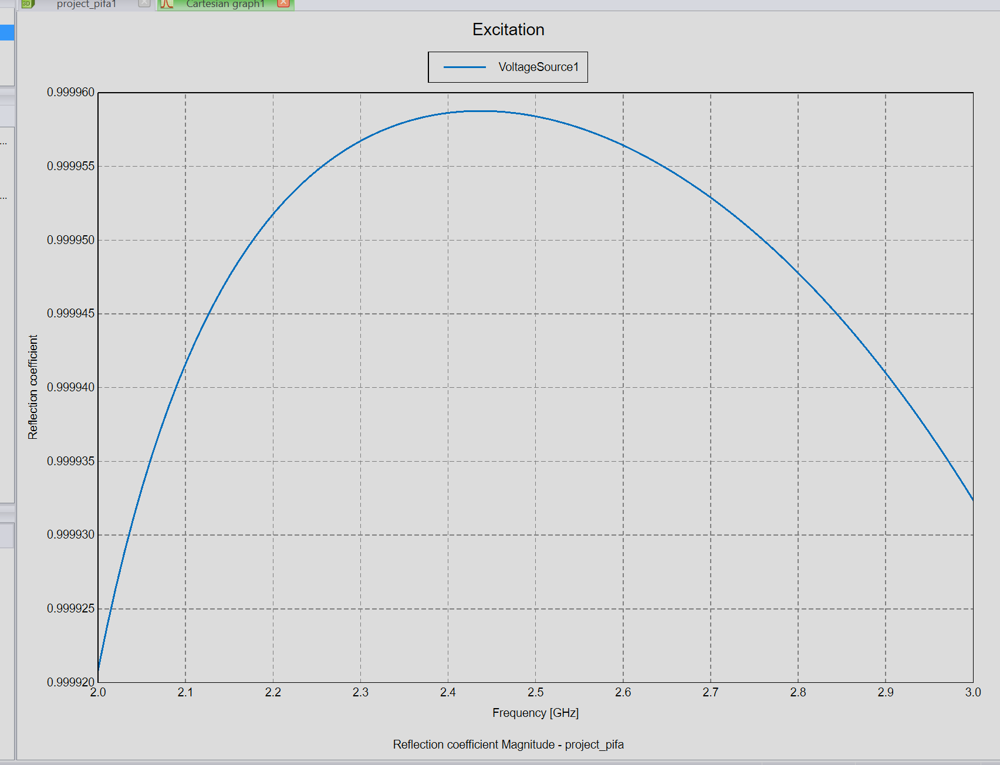 project_pifa1
Cartesian graph1
Excitation
VoltageSource1
0.999960
0.999955
0.999950
0.999945
0.999940
0.999935
0.999930
0.999925
0.999920
Reflection coefficient
2.0 2.1 2.2 2.3 2.4 2.5 2.6 2.7 2.8 2.9 3.0
Frequency [GHz]
Reflection coefficient Magnitude - project_pifa
...
...
3D